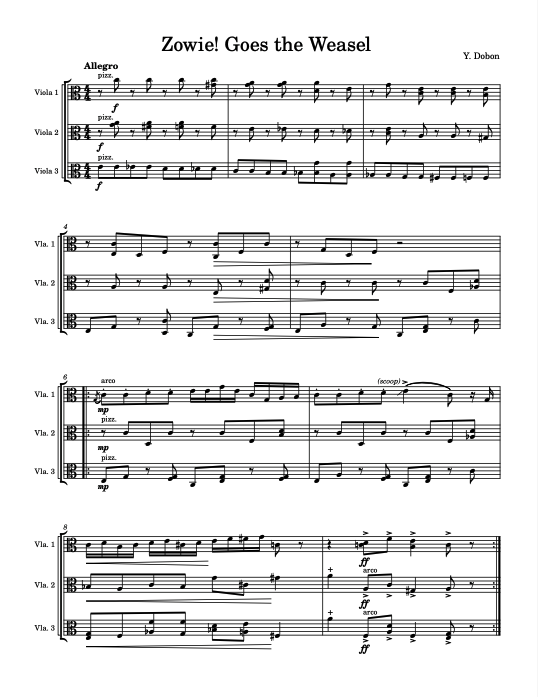 Zowie! Goes the Weasel
Y. Dobon
Allegro
pizz.
Viola 1
f
pizz.
Viola 2
f
pizz.
Viola 3
f
4
Vla. 1
Vla. 2
Vla. 3
6
arco
(scoop)
Vla. 1
mp
pizz.
Vla. 2
mp
pizz.
Vla. 3
mp
8
Vla. 1
ff
arco
Vla. 2
ff
arco
Vla. 3
ff